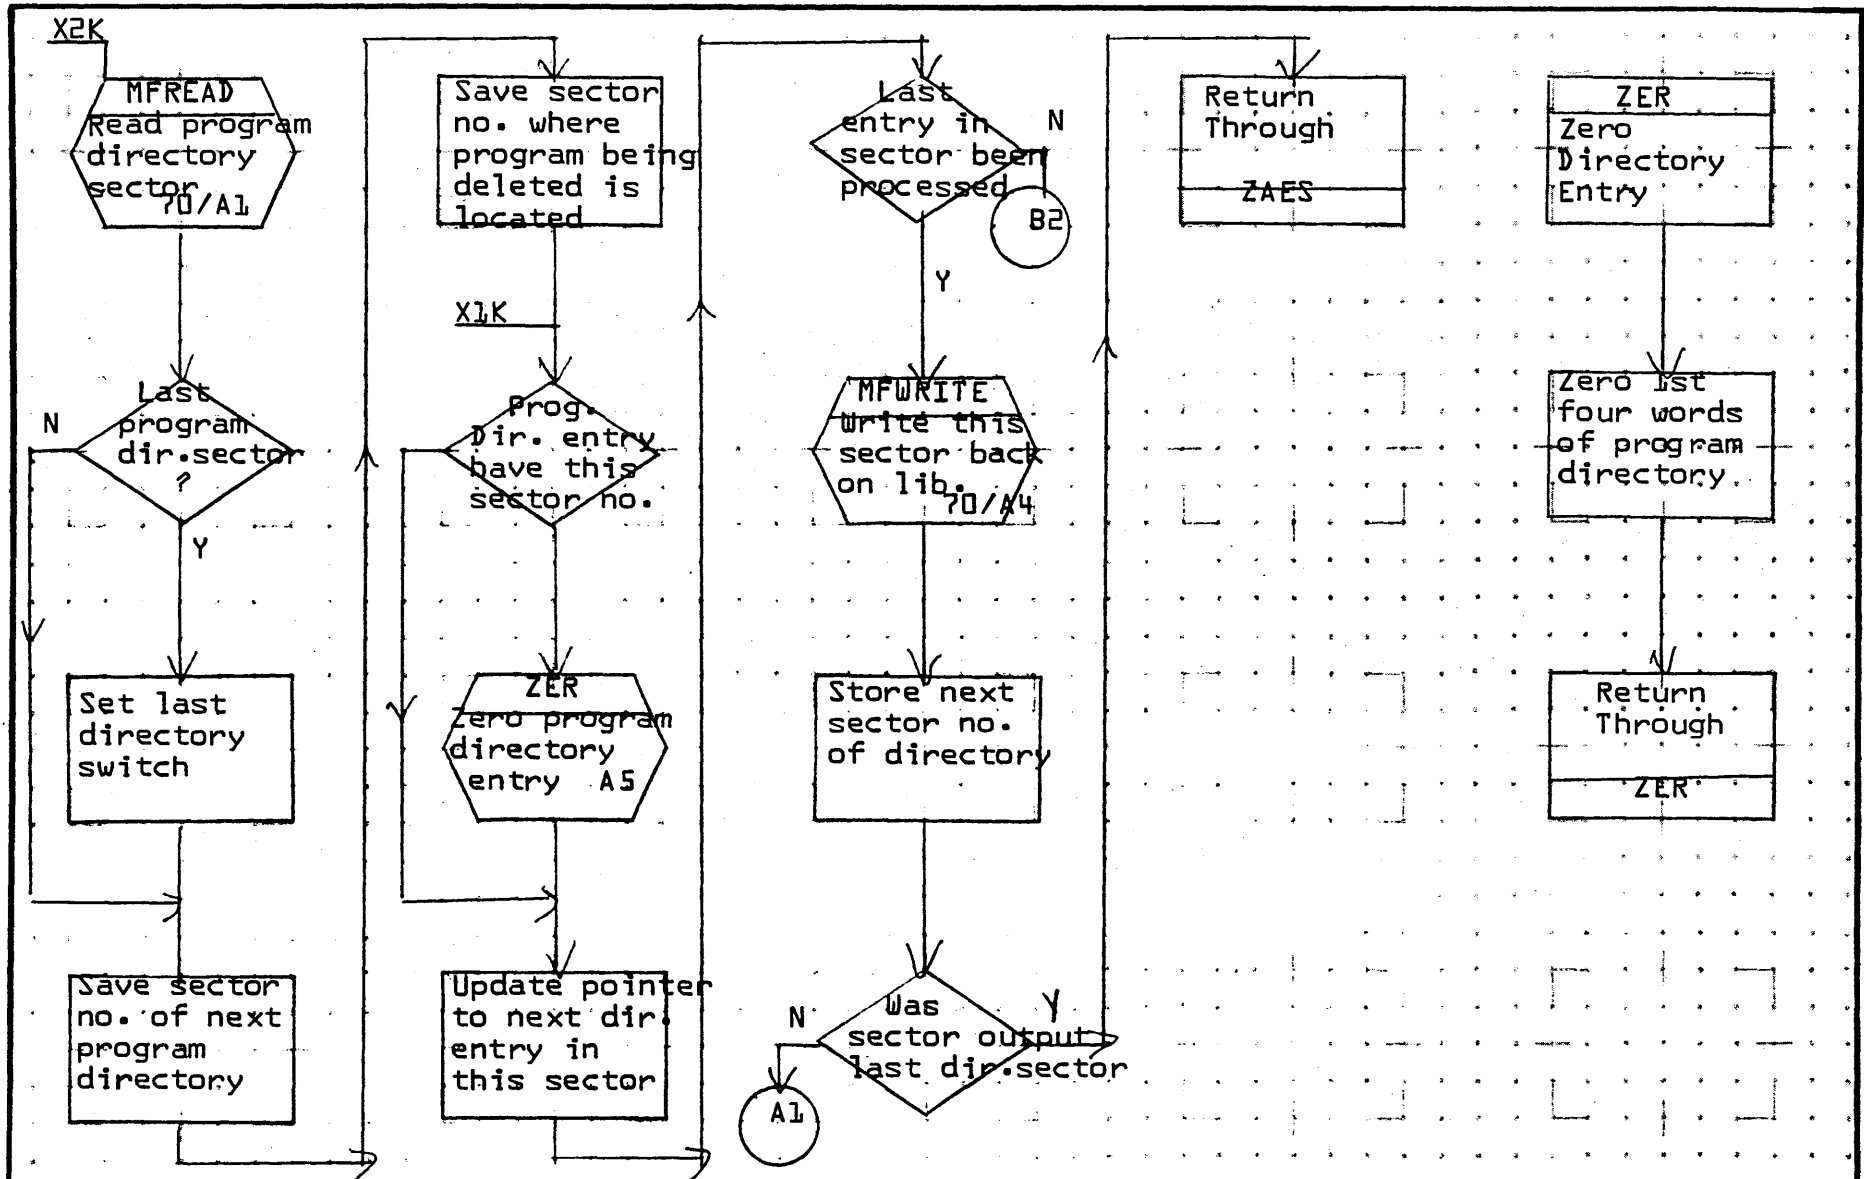 X2K
MFREAD
Read program
directory
sector
70/A1
Last
program
dir.sector
?
N
Y
Set last
directory
switch
Save sector
no. of next
program
directory
Save sector
no. where
program being
deleted is
located
X1K
Prog.
Dir. entry
have this
sector no.
ZER
Zero program
directory
entry A5
Update pointer
to next dir.
entry in
this sector
Last
entry in
sector been
processed
N
B2
Y
MFWRITE
Write this
sector back
on lib.
70/A4
Store next
sector no.
of directory
Was
sector output
last dir.sector
N
Y
A1
Return
Through
ZAES
ZER
Zero
Directory
Entry
Zero 1st
four words
of program
directory.
Return
Through
ZER